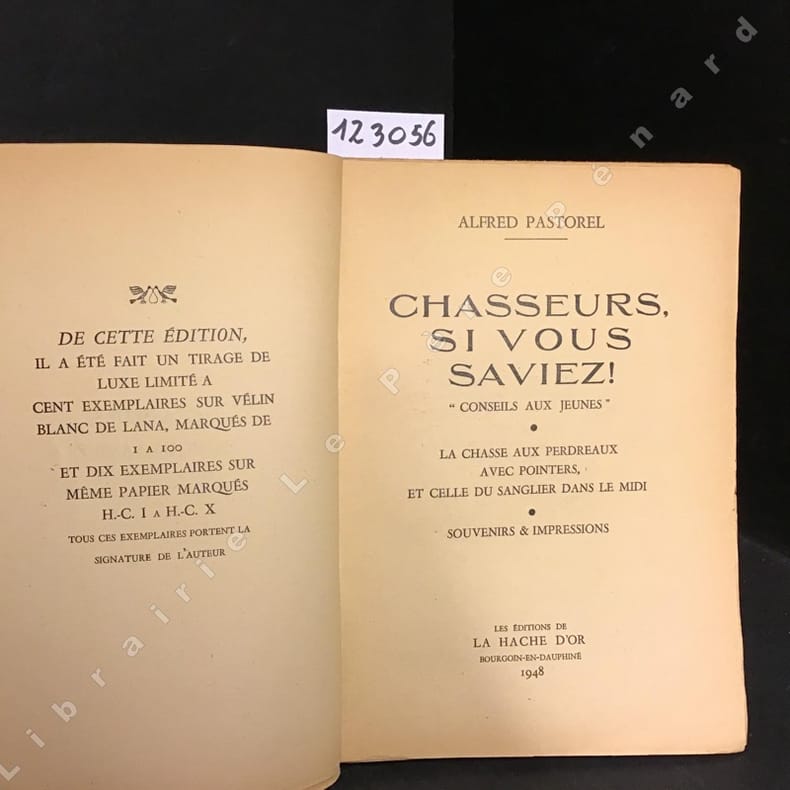 123056
DE CETTE ÉDITION,
IL A ÉTÉ FAIT UN TIRAGE DE
LUXE LIMITÉ A
CENT EXEMPLAIRES SUR VÉLIN
BLANC DE LANA, MARQUÉS DE
I A 100
ET DIX EXEMPLAIRES SUR
MÊME PAPIER MARQUÉS
H.-C. I A H.-C. X
TOUS CES EXEMPLAIRES PORTENT LA
SIGNATURE DE L'AUTEUR
ALFRED PASTOREL
CHASSEURS,
SI VOUS
SAVIEZ!
" CONSEILS AUX JEUNES "
LA CHASSE AUX PERDREAUX
AVEC POINTERS,
ET CELLE DU SANGLIER DANS LE MIDI
SOUVENIRS & IMPRESSIONS
LES ÉDITIONS DE
LA HACHE D'OR
BOURGOIN-EN-DAUPHINÉ
1948
Librairie Le Père Pénard